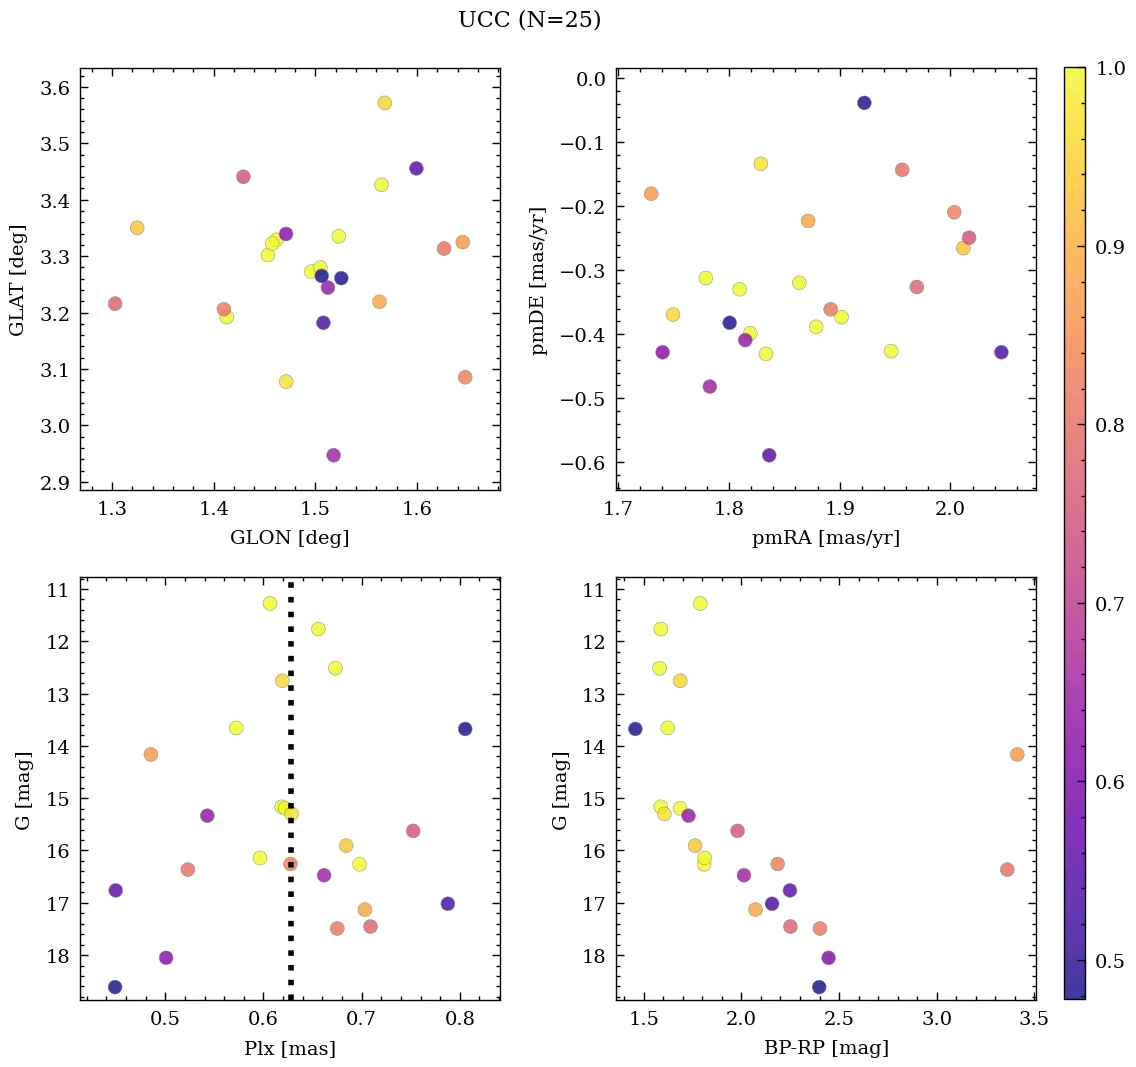 UCC (N=25)
3.6
3.5
3.4
3.3
3.2
3.1
3.0
2.9
GLAT [deg]
1.3 1.4 1.5 1.6
GLON [deg]
0.0
−0.1
−0.2
−0.3
−0.4
−0.5
−0.6
pmDE [mas/yr]
1.7 1.8 1.9 2.0
pmRA [mas/yr]
1.0
0.9
0.8
0.7
0.6
0.5
11
12
13
14
15
16
17
18
G [mag]
0.5 0.6 0.7 0.8
Plx [mas]
11
12
13
14
15
16
17
18
G [mag]
1.5 2.0 2.5 3.0 3.5
BP-RP [mag]